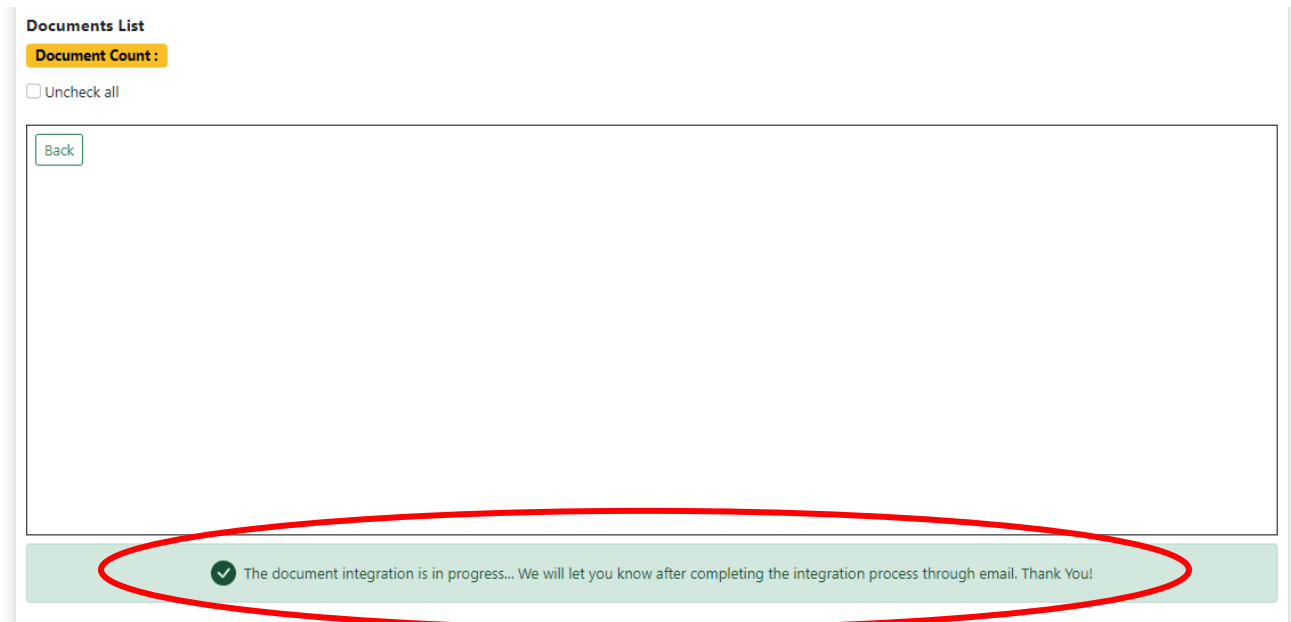 Documents List
Document Count :
Uncheck all
Back
The document integration is in progress... We will let you know after completing the integration process through email. Thank You!